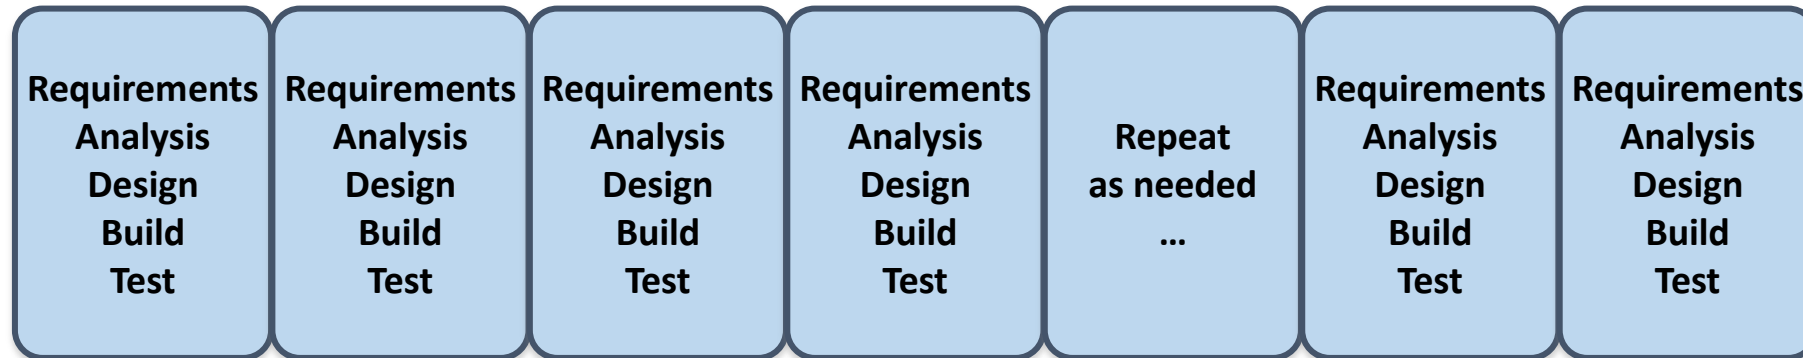 Requirements
Analysis
Design
Build
Test
Requirements
Analysis
Design
Build
Test
Requirements
Analysis
Design
Build
Test
Requirements
Analysis
Design
Build
Test
Repeat
as needed
...
Requirements
Analysis
Design
Build
Test
Requirements
Analysis
Design
Build
Test